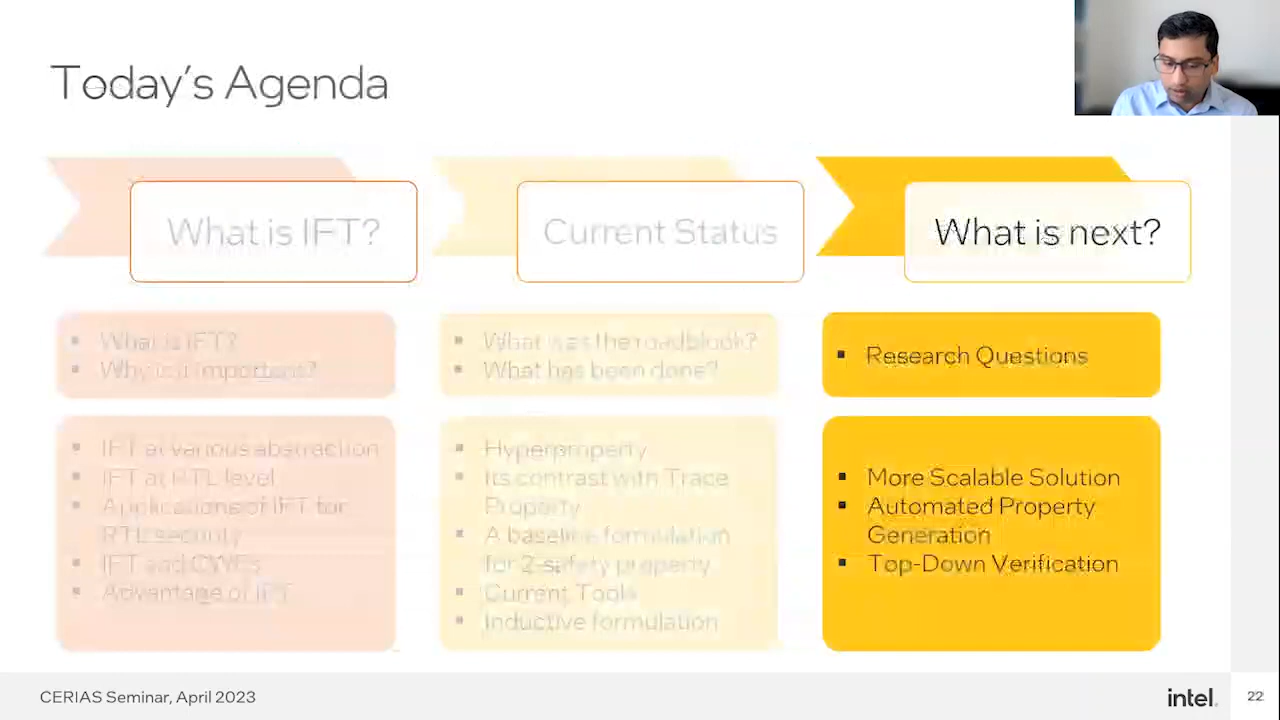 Today's Agenda
What is IFT?
Current Status
What is next?
What is IFT?
Why is it important?
What was the roadblock?
What has been done?
Research Questions
IFT at various abstraction
IFT at RTL level
Applications of IFT for
RTL security
IFT and CWEs
Advantage of IFT
Hyperproperty
Its contrast with Trace
Property
A baseline formulation
for 2-safety property
Current Tools
Inductive formulation
More Scalable Solution
Automated Property
Generation
Top-Down Verification
CERIAS Seminar, April 2023
intel.
22